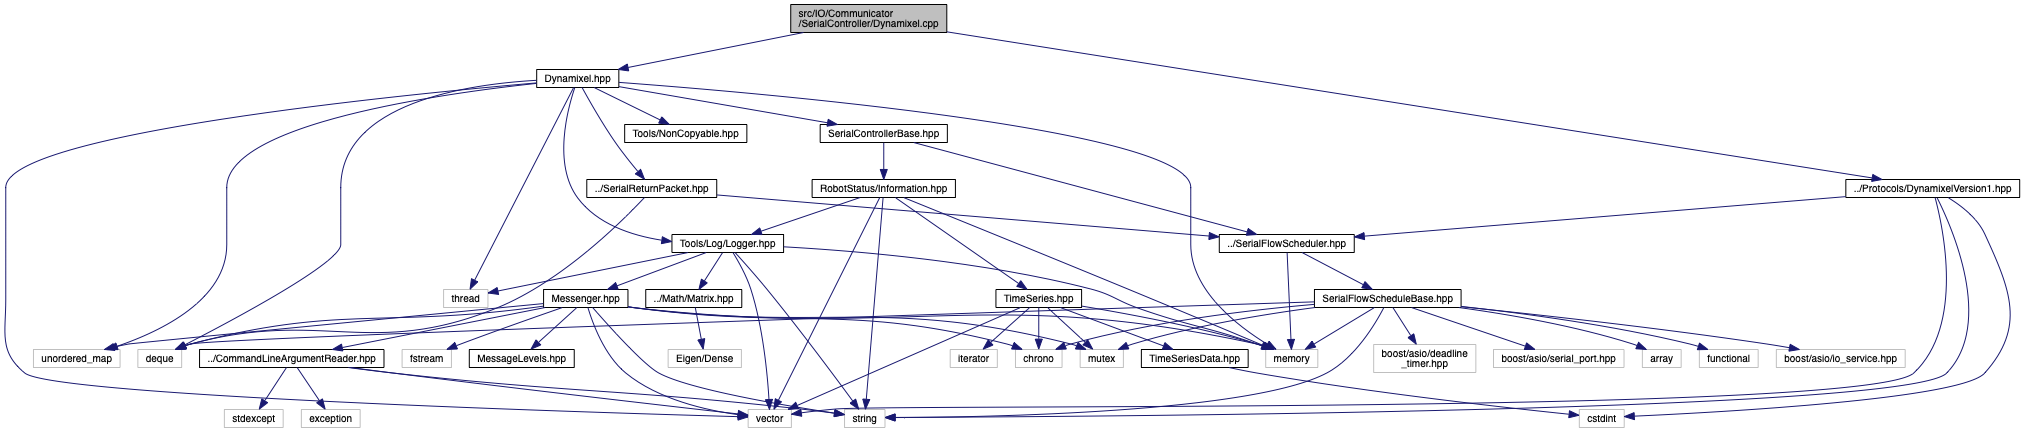 src/IO/Communicator
/SerialController/Dynamixel.cpp
Dynamixel.hpp
Tools/NonCopyable.hpp
SerialControllerBase.hpp
../SerialReturnPacket.hpp
RobotStatus/Information.hpp
../Protocols/DynamixelVersion1.hpp
Tools/Log/Logger.hpp
../SerialFlowScheduler.hpp
thread
Messenger.hpp
../Math/Matrix.hpp
TimeSeries.hpp
SerialFlowScheduleBase.hpp
unordered_map
deque
../CommandLineArgumentReader.hpp
fstream
MessageLevels.hpp
Eigen/Dense
iterator
chrono
mutex
TimeSeriesData.hpp
memory
boost/asio/deadline
_timer.hpp
boost/asio/serial_port.hpp
array
functional
boost/asio/io_service.hpp
stdexcept
exception
vector
string
cstdint